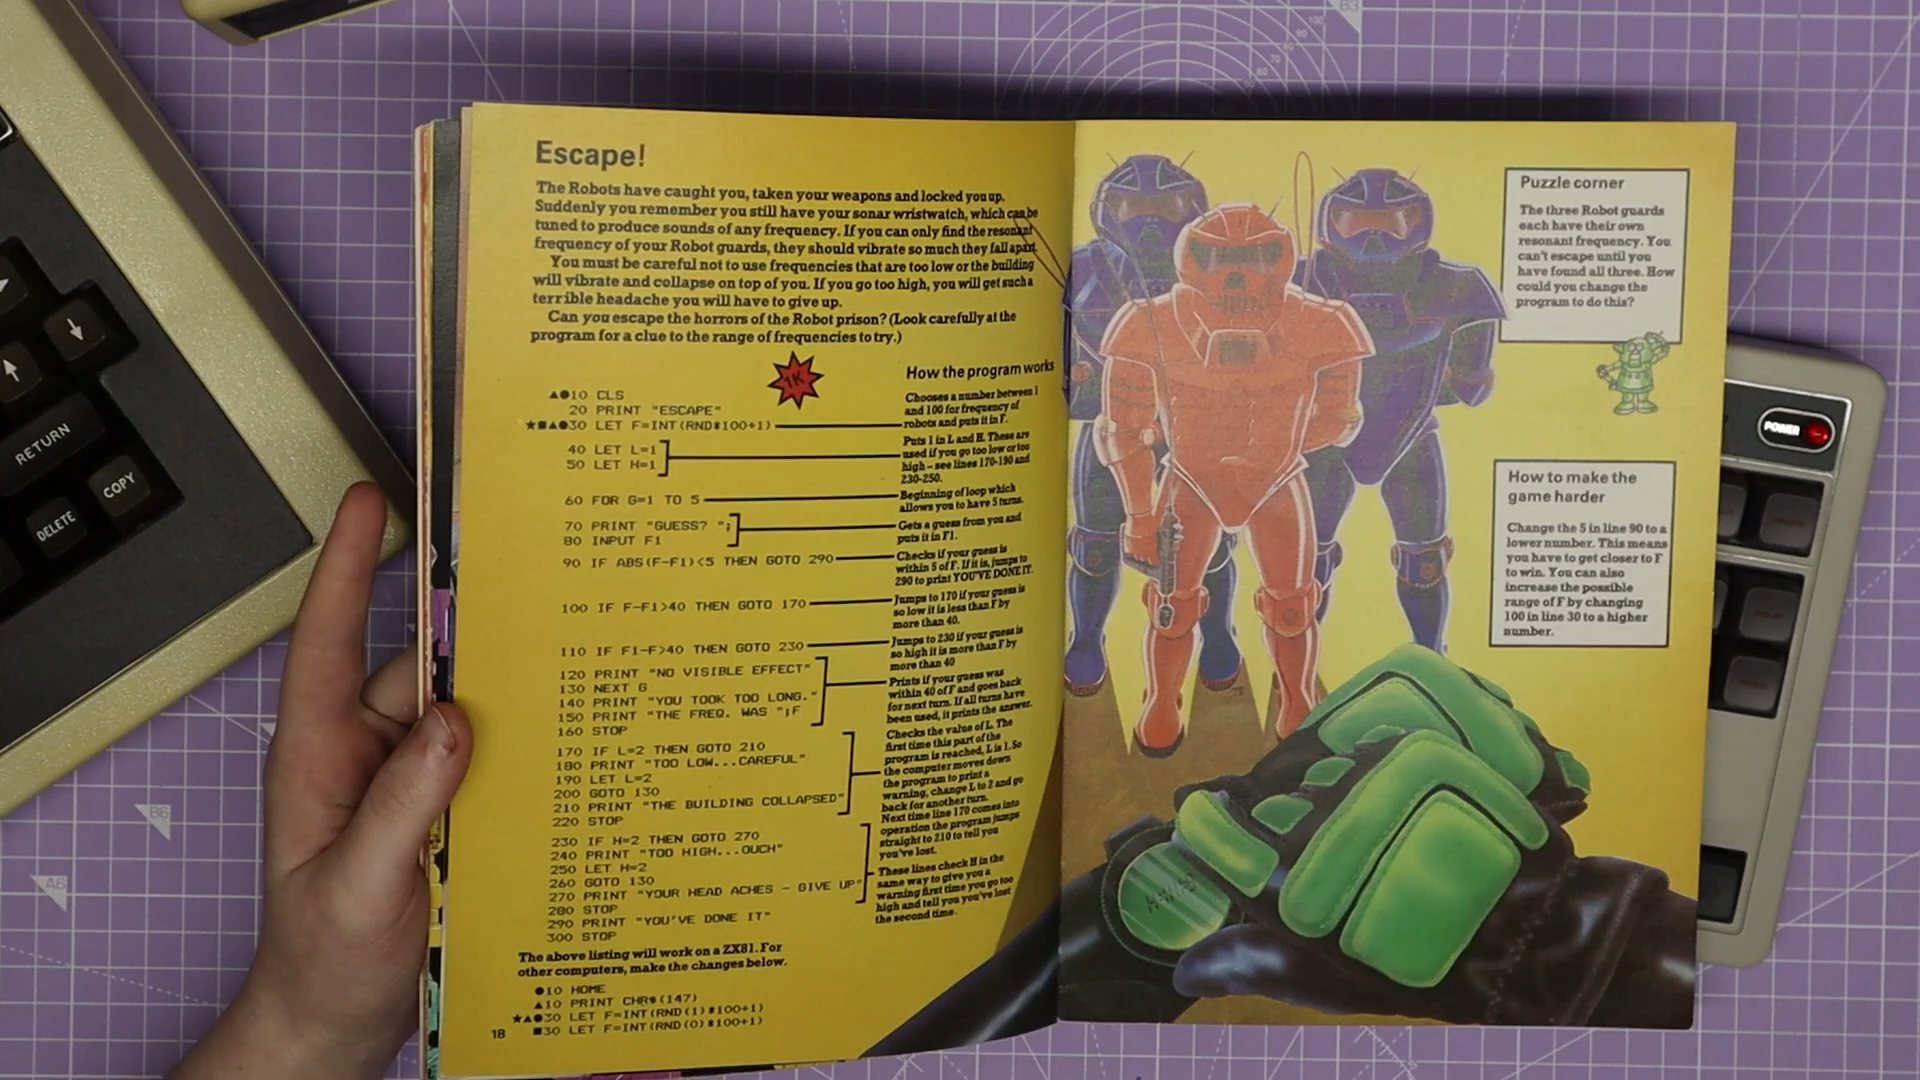 Escape!
The Robots have caught you, taken your weapons and locked you up.
Suddenly you remember you still have your sonar wristwatch, which can be
tuned to produce sounds of any frequency. If you can only find the resonant
frequency of your Robot guards, they should vibrate so much they fall apart.
You must be careful not to use frequencies that are too low or the building
will vibrate and collapse on top of you. If you go too high, you will get such a
terrible headache you will have to give up.
Can you escape the horrors of the Robot prison? (Look carefully at the
program for a clue to the range of frequencies to try.)
1K
▲●10 CLS
20 PRINT "ESCAPE"
★■▲●30 LET F=INT(RND*100+1)
40 LET L=1
50 LET H=1
60 FOR G=1 TO 5
70 PRINT "GUESS? ";
80 INPUT F1
90 IF ABS(F-F1)<5 THEN GOTO 290
100 IF F-F1>40 THEN GOTO 170
110 IF F1-F>40 THEN GOTO 230
120 PRINT "NO VISIBLE EFFECT"
130 NEXT G
140 PRINT "YOU TOOK TOO LONG."
150 PRINT "THE FREQ. WAS ";F
160 STOP
170 IF L=2 THEN GOTO 210
180 PRINT "TOO LOW...CAREFUL"
190 LET L=2
200 GOTO 130
210 PRINT "THE BUILDING COLLAPSED"
220 STOP
230 IF H=2 THEN GOTO 270
240 PRINT "TOO HIGH...OUCH"
250 LET H=2
260 GOTO 130
270 PRINT "YOUR HEAD ACHES - GIVE UP"
280 STOP
290 PRINT "YOU'VE DONE IT"
300 STOP
How the program works
Chooses a number between 1
and 100 for frequency of
robots and puts it in F.
Puts 1 in L and H. These are
used if you go too low or too
high – see lines 170-190 and
230-250.
Beginning of loop which
allows you to have 5 turns.
Gets a guess from you and
puts it in F1.
Checks if your guess is
within 5 of F. If it is, jumps to
290 to print YOU'VE DONE IT.
Jumps to 170 if your guess is
so low it is less than F by
more than 40.
Jumps to 230 if your guess is
so high it is more than F by
more than 40
Prints if your guess was
within 40 of F and goes back
for next turn. If all turns have
been used, it prints the answer.
Checks the value of L. The
first time this part of the
program is reached, L is 1. So
the computer moves down
the program to print a
warning, change L to 2 and go
back for another turn.
Next time line 170 comes into
operation the program jumps
straight to 210 to tell you
you've lost.
These lines check H in the
same way to give you a
warning first time you go too
high and tell you you've lost
the second time.
The above listing will work on a ZX81. For
other computers, make the changes below.
●10 HOME
▲10 PRINT CHR$(147)
★▲●30 LET F=INT(RND(1)*100+1)
■30 LET F=INT(RND(0)*100+1)
18
Puzzle corner
The three Robot guards
each have their own
resonant frequency. You
can't escape until you
have found all three. How
could you change the
program to do this?
How to make the
game harder
Change the 5 in line 90 to a
lower number. This means
you have to get closer to F
to win. You can also
increase the possible
range of F by changing
100 in line 30 to a higher
number.
RETURN
COPY
DELETE
POWER
B3
100
90
70
60
B6
A6